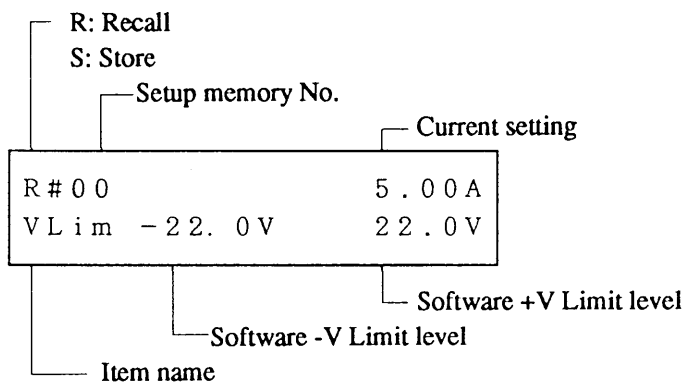 R: Recall
S: Store
Setup memory No.
Current setting
R#00 5.00A
VLim -22.0V 22.0V
Software +V Limit level
Software -V Limit level
Item name